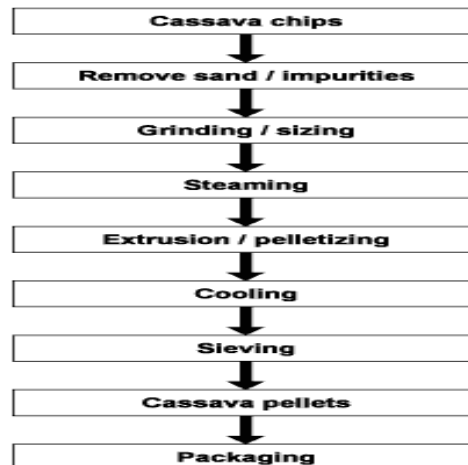 Cassava chips
Remove sand / impurities
Grinding / sizing
Steaming
Extrusion / pelletizing
Cooling
Sieving
Cassava pellets
Packaging